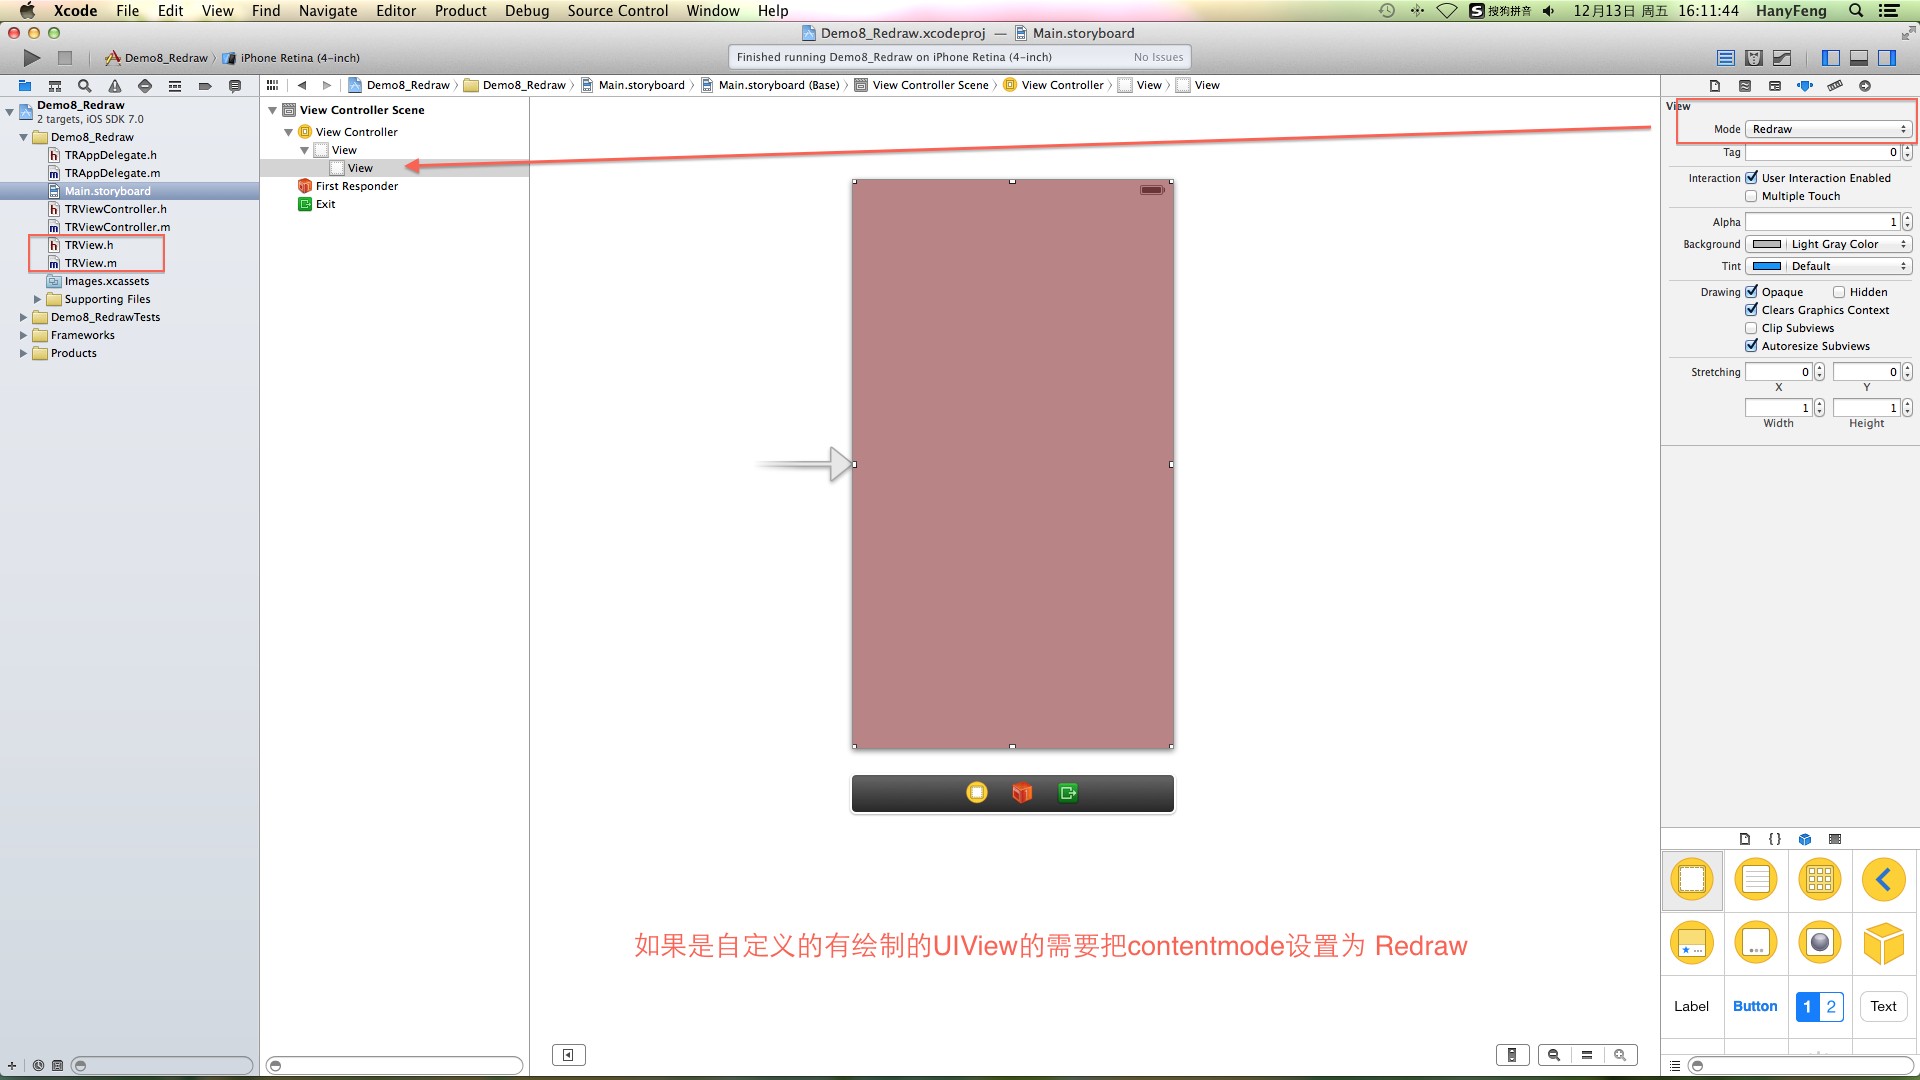 Xcode File Edit View Find Navigate Editor Product Debug Source Control Window Help
S 搜狗拼音 12月13日 周五 16:11:44 HanyFeng
Demo8_Redraw.xcodeproj — Main.storyboard
Demo8_Redraw iPhone Retina (4-inch)
Finished running Demo8_Redraw on iPhone Retina (4-inch) No Issues
Demo8_Redraw Demo8_Redraw Main.storyboard Main.storyboard (Base) View Controller Scene View Controller View View
Demo8_Redraw
2 targets, iOS SDK 7.0
Demo8_Redraw
h TRAppDelegate.h
m TRAppDelegate.m
Main.storyboard
h TRViewController.h
m TRViewController.m
h TRView.h
m TRView.m
Images.xcassets
Supporting Files
Demo8_RedrawTests
Frameworks
Products
View Controller Scene
View Controller
View
View
First Responder
Exit
View
Mode Redraw
Tag 0
Interaction User Interaction Enabled
Multiple Touch
Alpha 1
Background Light Gray Color
Tint Default
Drawing Opaque Hidden
Clears Graphics Context
Clip Subviews
Autoresize Subviews
Stretching 0 0
X Y
1 1
Width Height
如果是自定义的有绘制的UIView的需要把contentmode设置为 Redraw
{ }
Label Button 1 2 Text